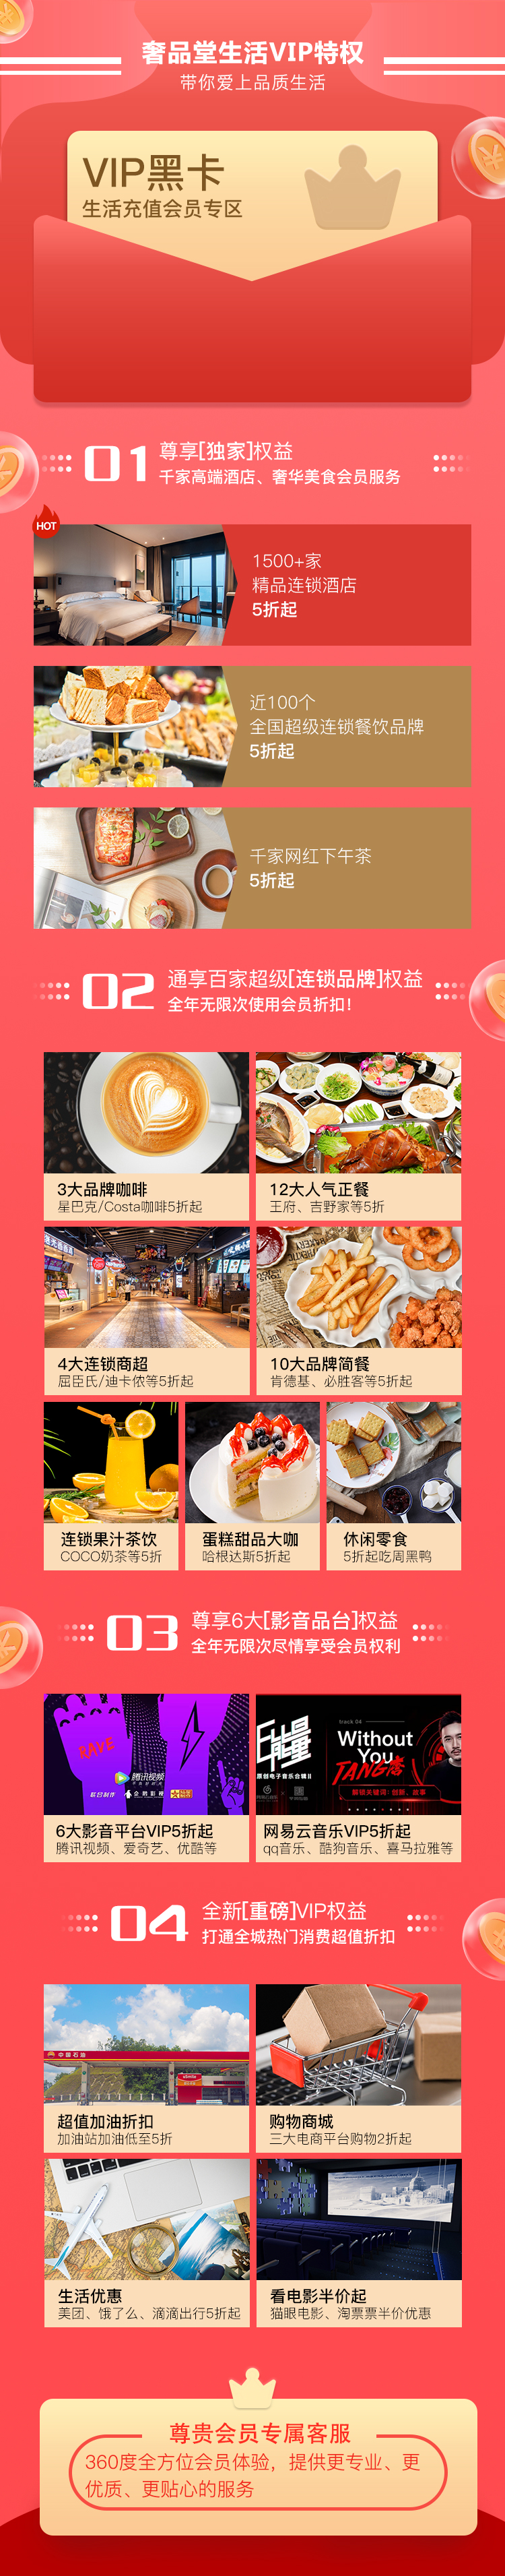 奢品堂生活VIP特权
带你爱上品质生活
VIP黑卡
生活充值会员专区
01
尊享[独家]权益
千家高端酒店、奢华美食会员服务
HOT
1500+家
精品连锁酒店
5折起
近100个
全国超级连锁餐饮品牌
5折起
千家网红下午茶
5折起
02
通享百家超级[连锁品牌]权益
全年无限次使用会员折扣!
3大品牌咖啡
星巴克/Costa咖啡5折起
12大人气正餐
王府、吉野家等5折
4大连锁商超
屈臣氏/迪卡侬等5折起
10大品牌简餐
肯德基、必胜客等5折起
连锁果汁茶饮
COCO奶茶等5折
蛋糕甜品大咖
哈根达斯5折起
休闲零食
5折起吃周黑鸭
03
尊享6大[影音品台]权益
全年无限次尽情享受会员权利
RAVE
腾讯视频
联合制作
企鹅影视
track 04
Without
You
TANG
6大影音平台VIP5折起
腾讯视频、爱奇艺、优酷等
网易云音乐VIP5折起
qq音乐、酷狗音乐、喜马拉雅等
04
全新[重磅]VIP权益
打通全城热门消费超值折扣
中国石油
超值加油折扣
加油站加油低至5折
购物商城
三大电商平台购物2折起
生活优惠
美团、饿了么、滴滴出行5折起
看电影半价起
猫眼电影、淘票票半价优惠
尊贵会员专属客服
360度全方位会员体验，提供更专业、更
优质、更贴心的服务